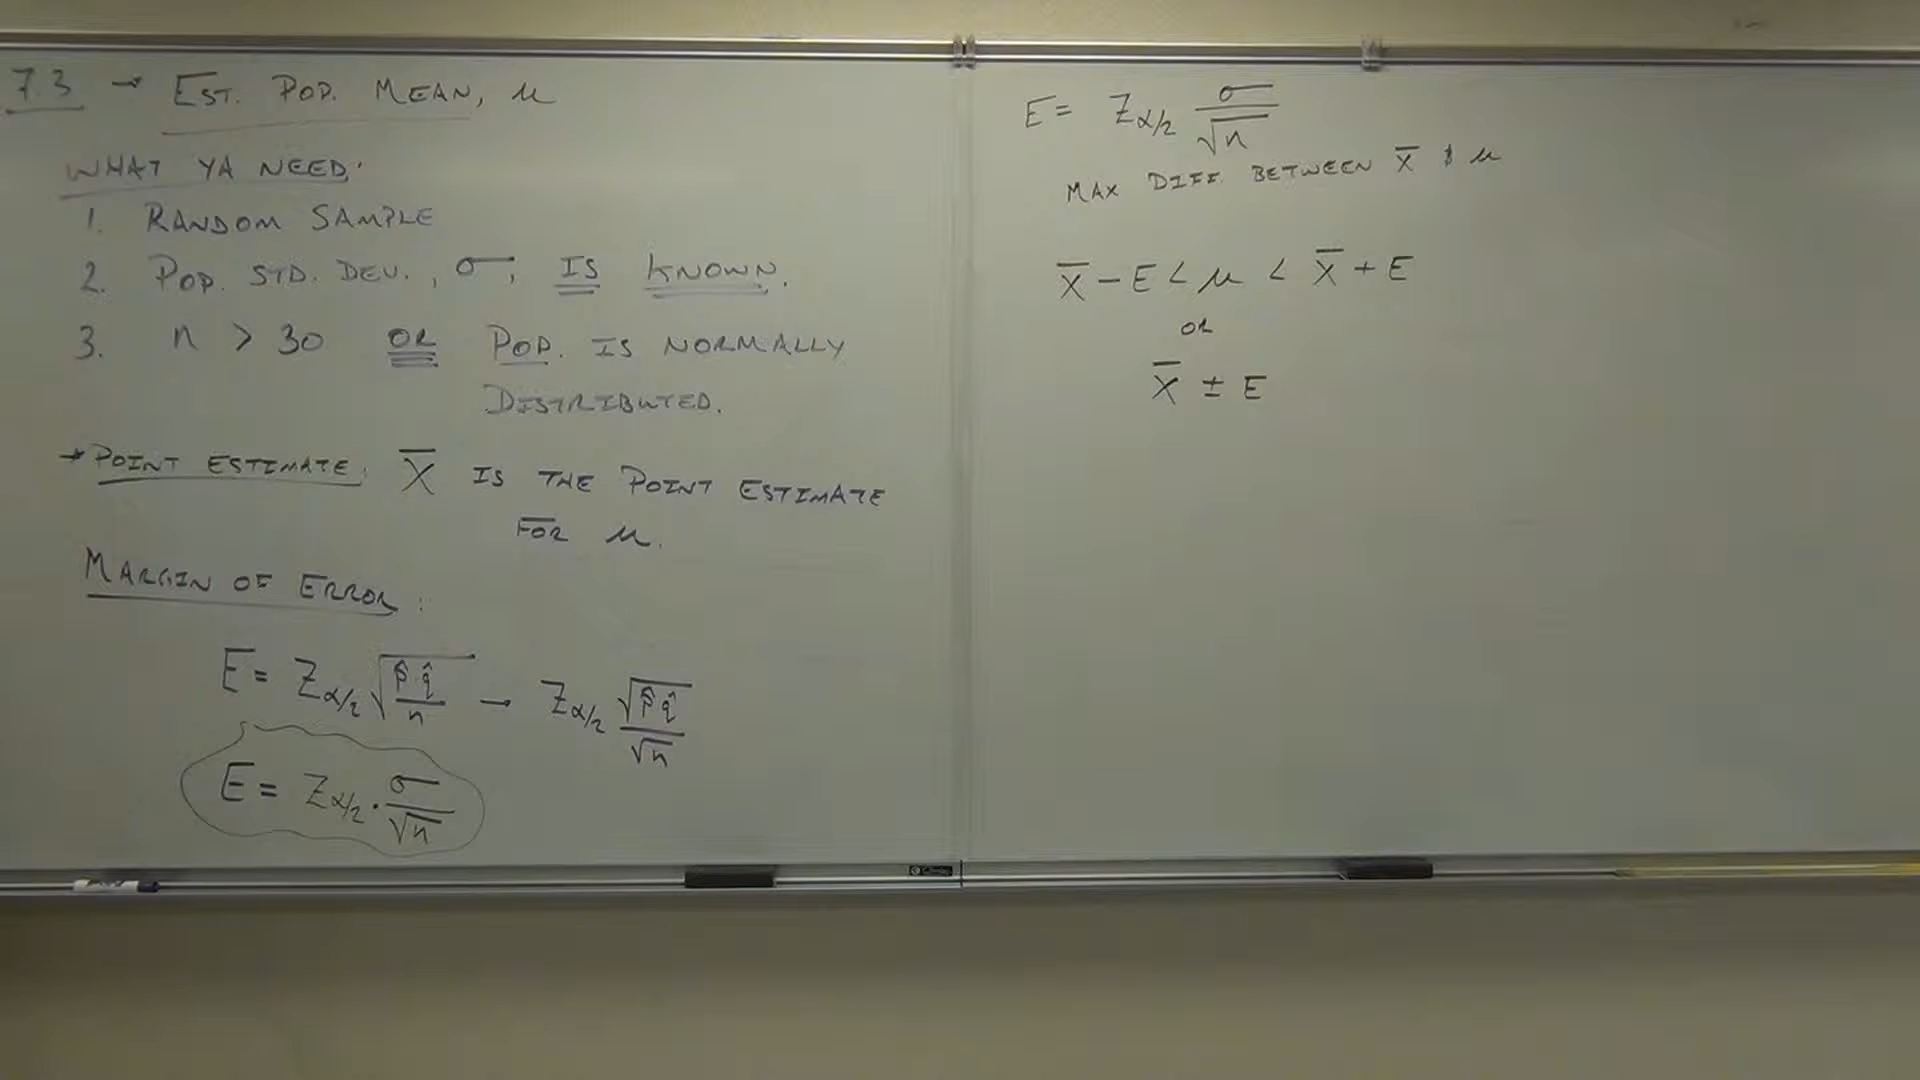 7.3 → EST. POP. MEAN, μ
WHAT YA NEED:
1. RANDOM SAMPLE
2. POP. STD. DEV., σ, IS KNOWN.
3. n > 30 OR POP. IS NORMALLY
DISTRIBUTED.
→ POINT ESTIMATE: x̄ IS THE POINT ESTIMATE
FOR μ.
MARGIN OF ERROR:
E = Zα/2 √(p̂·q̂/n) → Zα/2 √(p̂q̂)/√n
E = Zα/2 · σ/√n
E = Zα/2 σ/√n
MAX DIFF. BETWEEN x̄ & μ
x̄ - E < μ < x̄ + E
OR
x̄ ± E